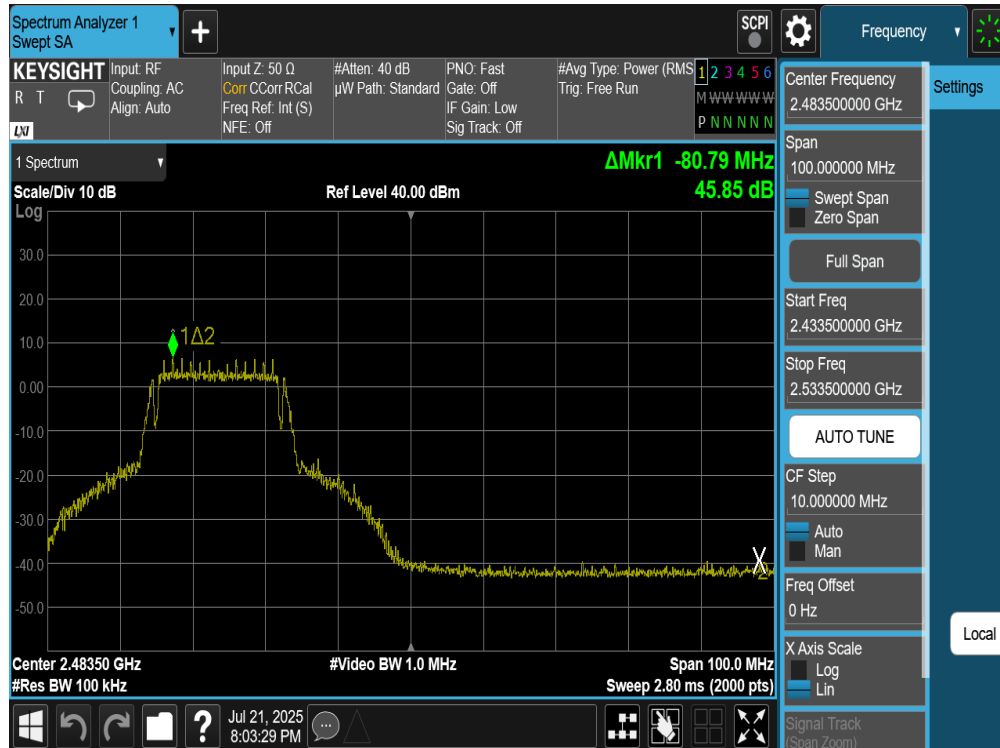 Spectrum Analyzer 1
Swept SA
+
SCPI
Frequency
KEYSIGHT
R T
LXI
Input: RF
Coupling: AC
Align: Auto
Input Z: 50 Ω
Corr CCorr RCal
Freq Ref: Int (S)
NFE: Off
#Atten: 40 dB
µW Path: Standard
PNO: Fast
Gate: Off
IF Gain: Low
Sig Track: Off
#Avg Type: Power (RMS
Trig: Free Run
1 2 3 4 5 6
M W W W W W
P N N N N N
1 Spectrum
ΔMkr1 -80.79 MHz
45.85 dB
Scale/Div 10 dB
Ref Level 40.00 dBm
Log
30.0
20.0
10.0
0.00
-10.0
-20.0
-30.0
-40.0
-50.0
1Δ2
X
2
Center 2.48350 GHz
#Video BW 1.0 MHz
Span 100.0 MHz
#Res BW 100 kHz
Sweep 2.80 ms (2000 pts)
Center Frequency
2.483500000 GHz
Span
100.000000 MHz
Swept Span
Zero Span
Full Span
Start Freq
2.433500000 GHz
Stop Freq
2.533500000 GHz
AUTO TUNE
CF Step
10.000000 MHz
Auto
Man
Freq Offset
0 Hz
X Axis Scale
Log
Lin
Signal Track
(Span Zoom)
Settings
Local
?
Jul 21, 2025
8:03:29 PM